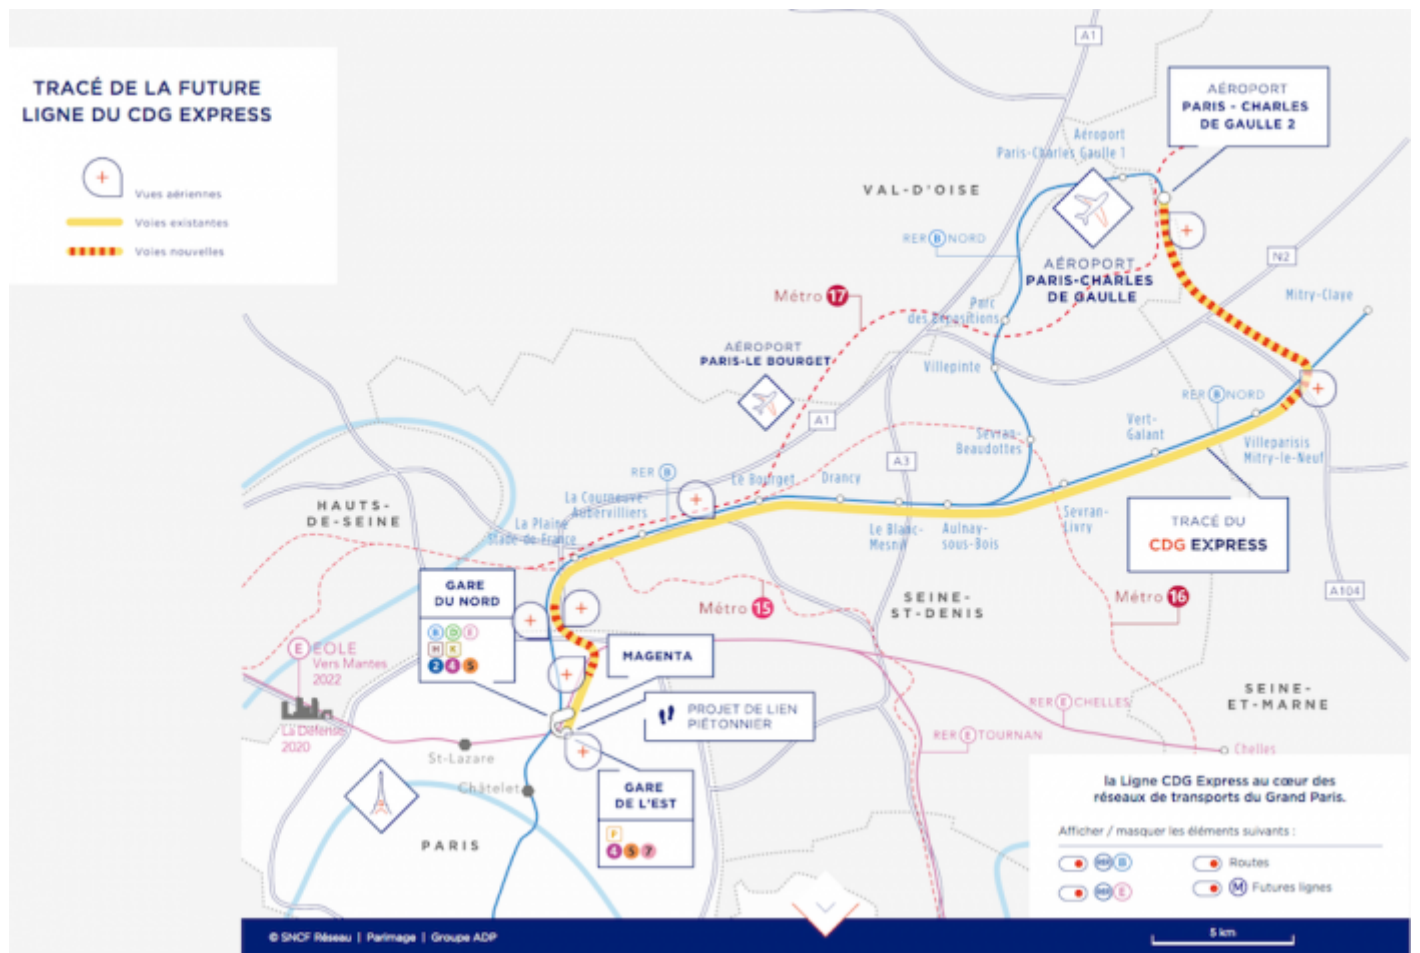 TRACÉ DE LA FUTURE
LIGNE DU CDG EXPRESS
Vues aériennes
Voies existantes
Voies nouvelles
A1
AÉROPORT
PARIS - CHARLES
DE GAULLE 2
Aéroport
Paris-Charles Gaulle 1
VAL-D'OISE
RER B NORD
AÉROPORT
PARIS-CHARLES
DE GAULLE
N2
Mitry-Claye
Métro 17
Parc
des Expositions
AÉROPORT
PARIS-LE BOURGET
Villepinte
RER B NORD
A1
Vert-
Galant
Sevran-
Beaudottes
Villeparisis
Mitry-le-Neuf
A3
RER B
Le Bourget
Drancy
La Courneuve-
Aubervilliers
HAUTS-
DE-SEINE
La Plaine
Stade de France
Le Blanc-
Mesnil
Aulnay-
sous-Bois
Sevran-
Livry
TRACÉ DU
CDG EXPRESS
GARE
DU NORD
B D E
H K
2 4 5
Métro 15
SEINE-
ST-DENIS
Métro 16
A104
E EOLE
Vers Mantes
2022
MAGENTA
La Défense
2020
PROJET DE LIEN
PIÉTONNIER
SEINE-
ET-MARNE
RER E CHELLES
RER E TOURNAN
Chelles
St-Lazare
Châtelet
GARE
DE L'EST
P
4 5 7
PARIS
la Ligne CDG Express au cœur des
réseaux de transports du Grand Paris.
Afficher / masquer les éléments suivants :
RER B
Routes
RER E
M Futures lignes
© SNCF Réseau | Parimage | Groupe ADP
5 km